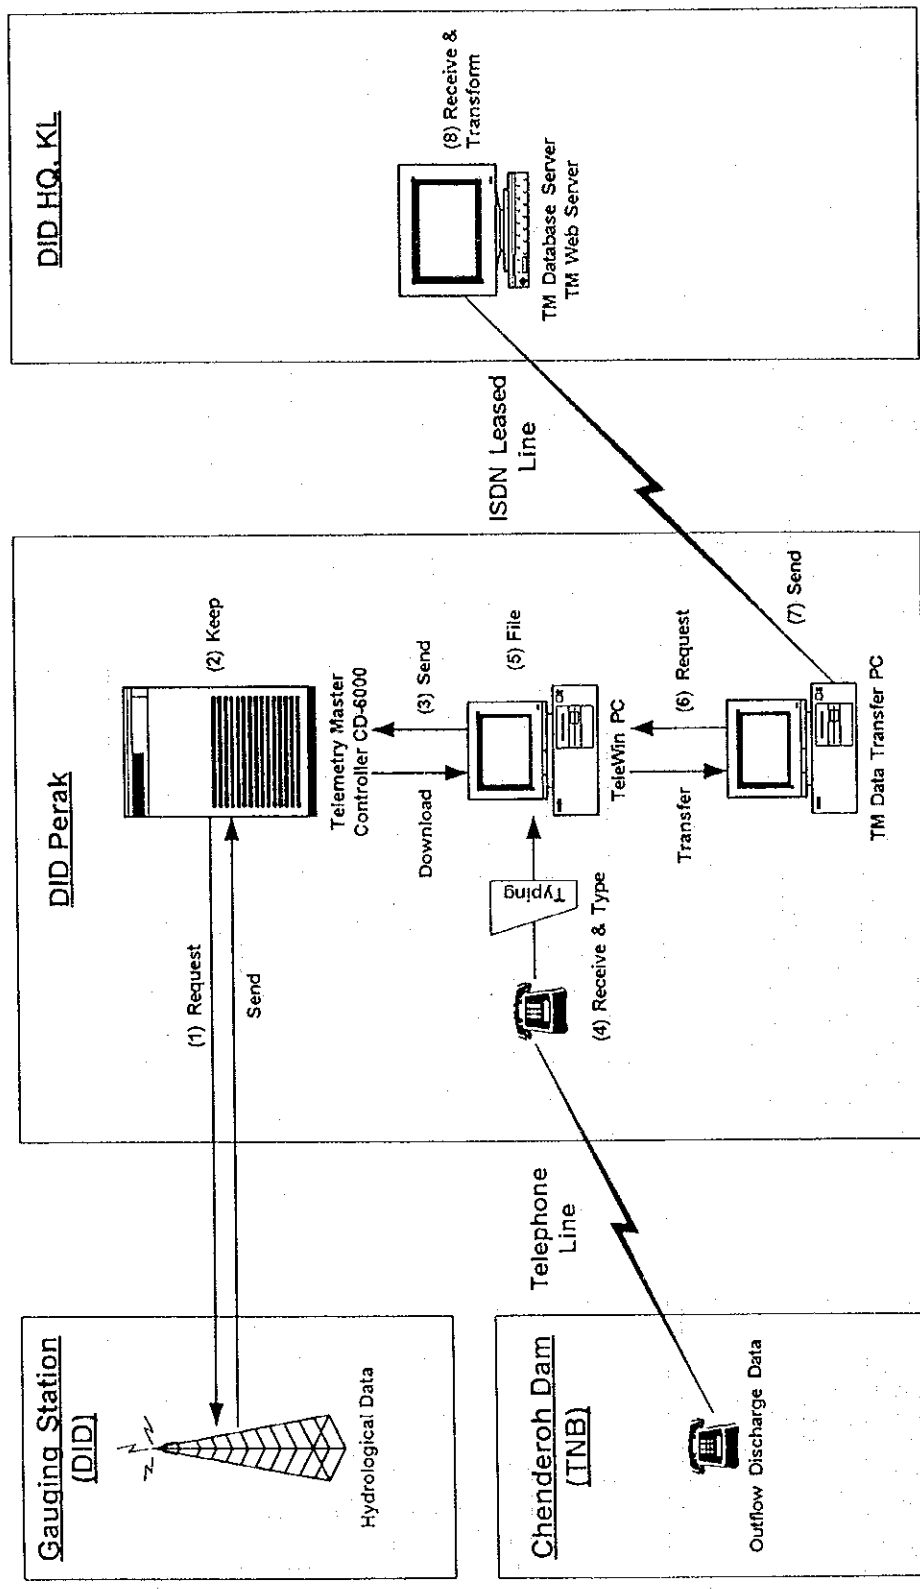 Gauging Station
(DID)
Hydrological Data
Chenderoh Dam
(TNB)
Outflow Discharge Data
(1) Request
Send
Telephone
Line
DID Perak
(2) Keep
Telemetry Master
Controller CD-6000
Download
(3) Send
(4) Receive & Type
Typing
(5) File
TeleWin PC
Transfer
(6) Request
TM Data Transfer PC
(7) Send
ISDN Leased
Line
DID HQ, KL
(8) Receive &
Transform
TM Database Server
TM Web Server